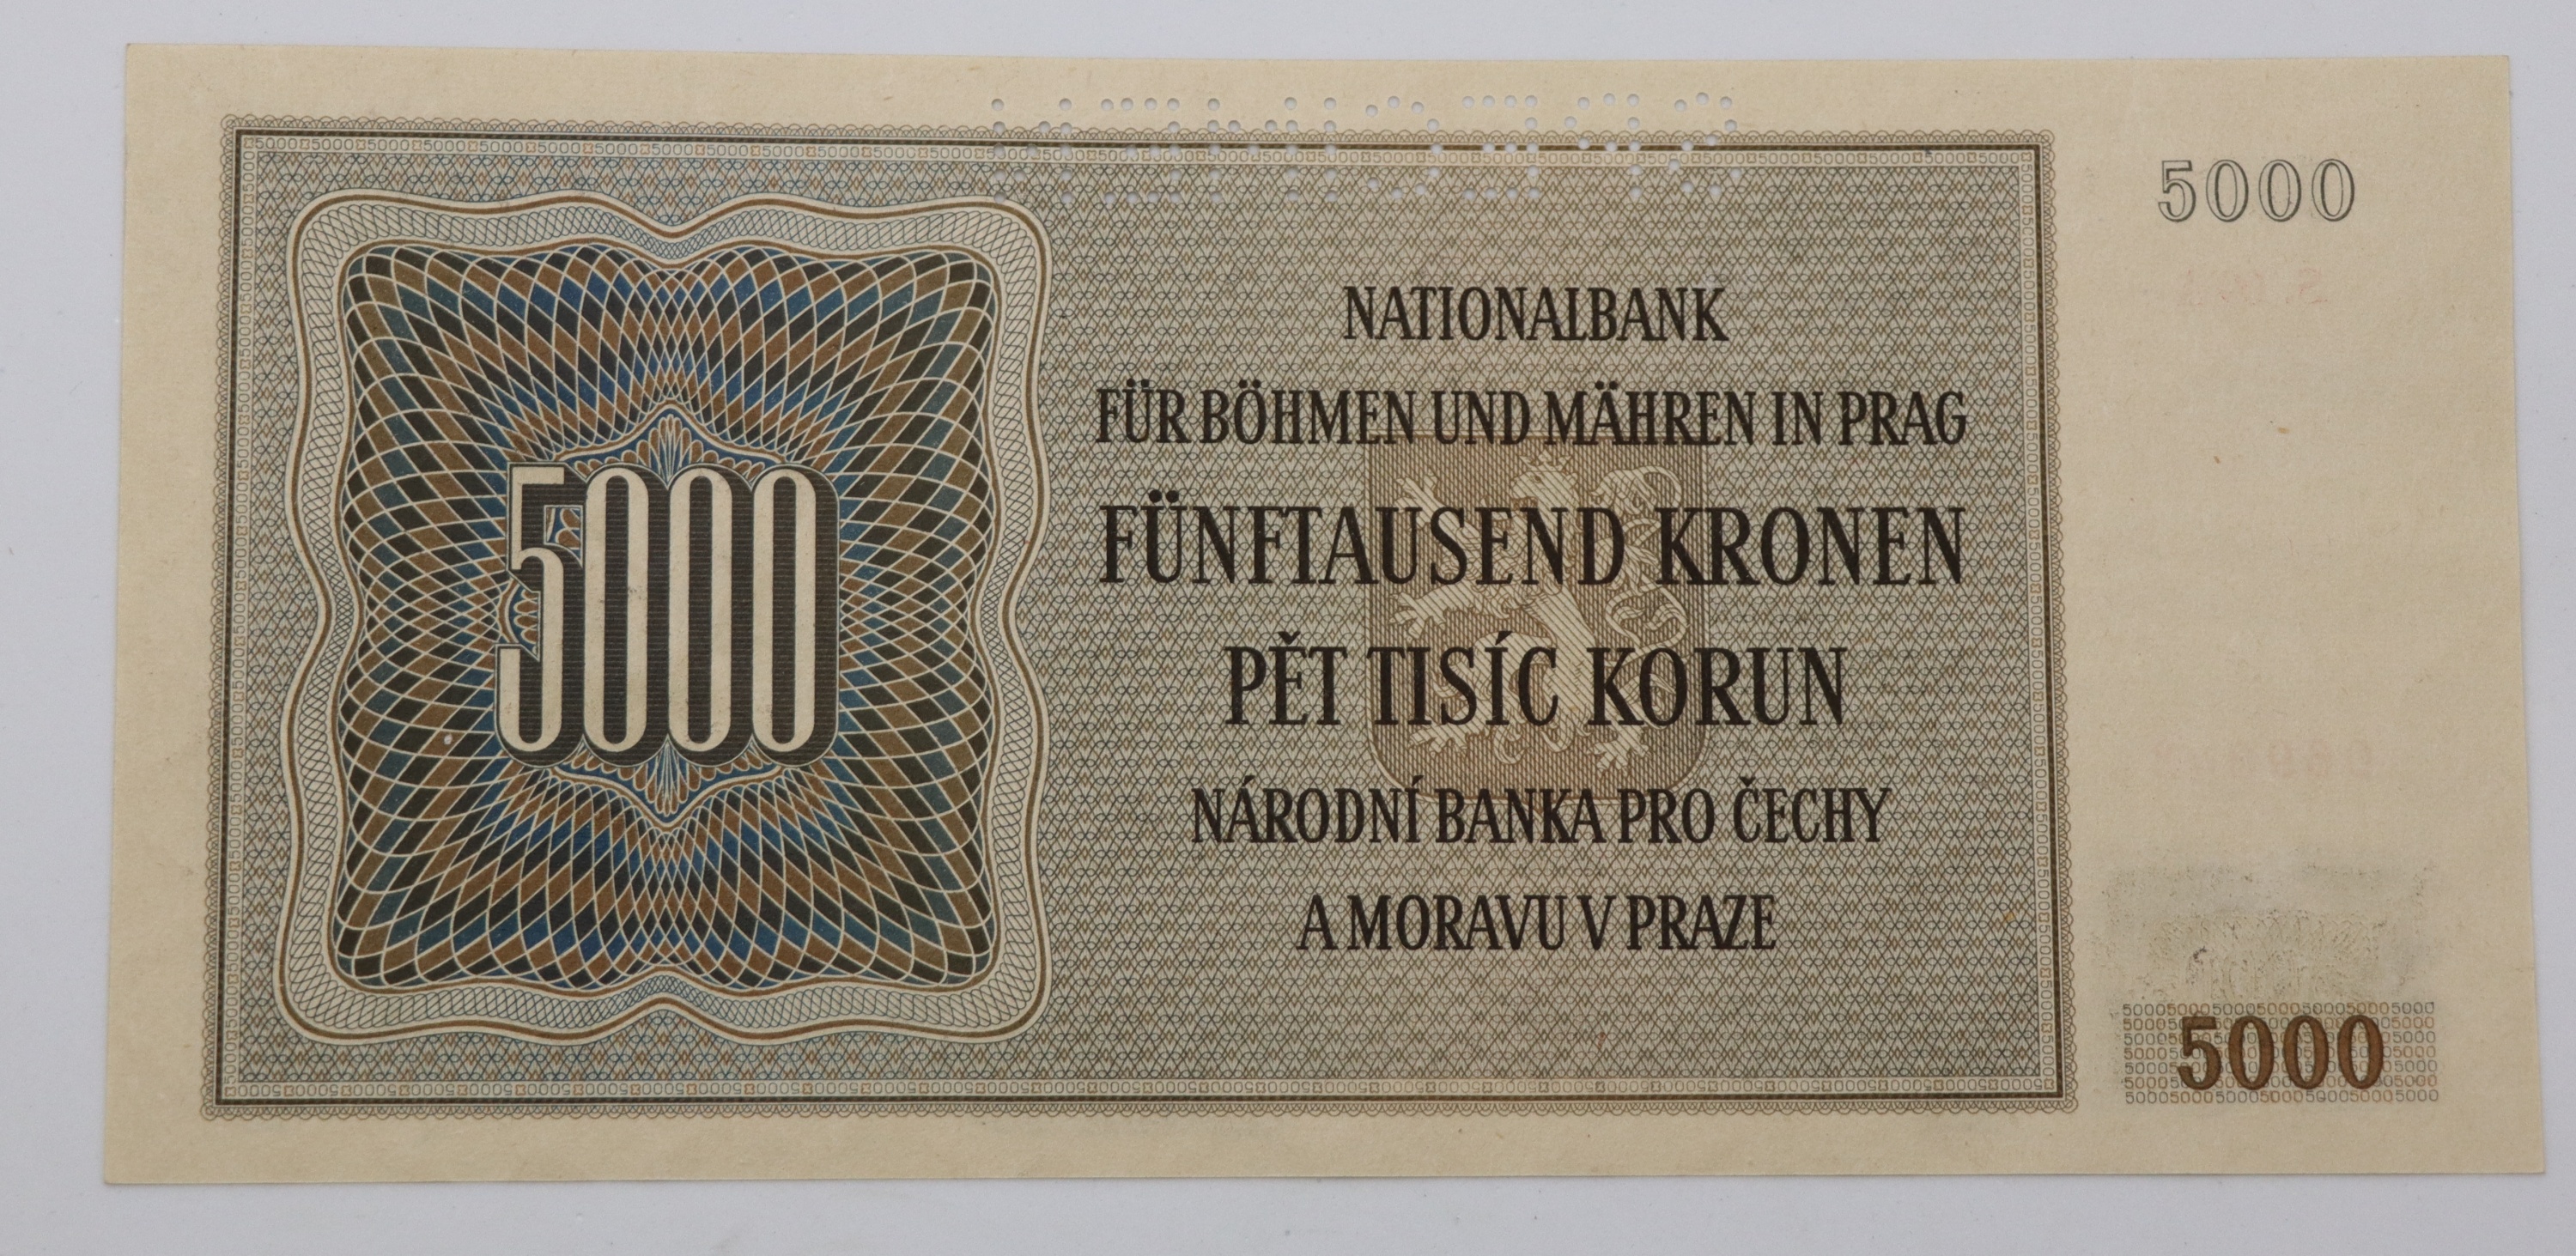 5000
NATIONALBANK
FÜR BÖHMEN UND MÄHREN IN PRAG
FÜNFTAUSEND KRONEN
5000
PĚT TISÍC KORUN
NÁRODNÍ BANKA PRO ČECHY
A MORAVU V PRAZE
5000